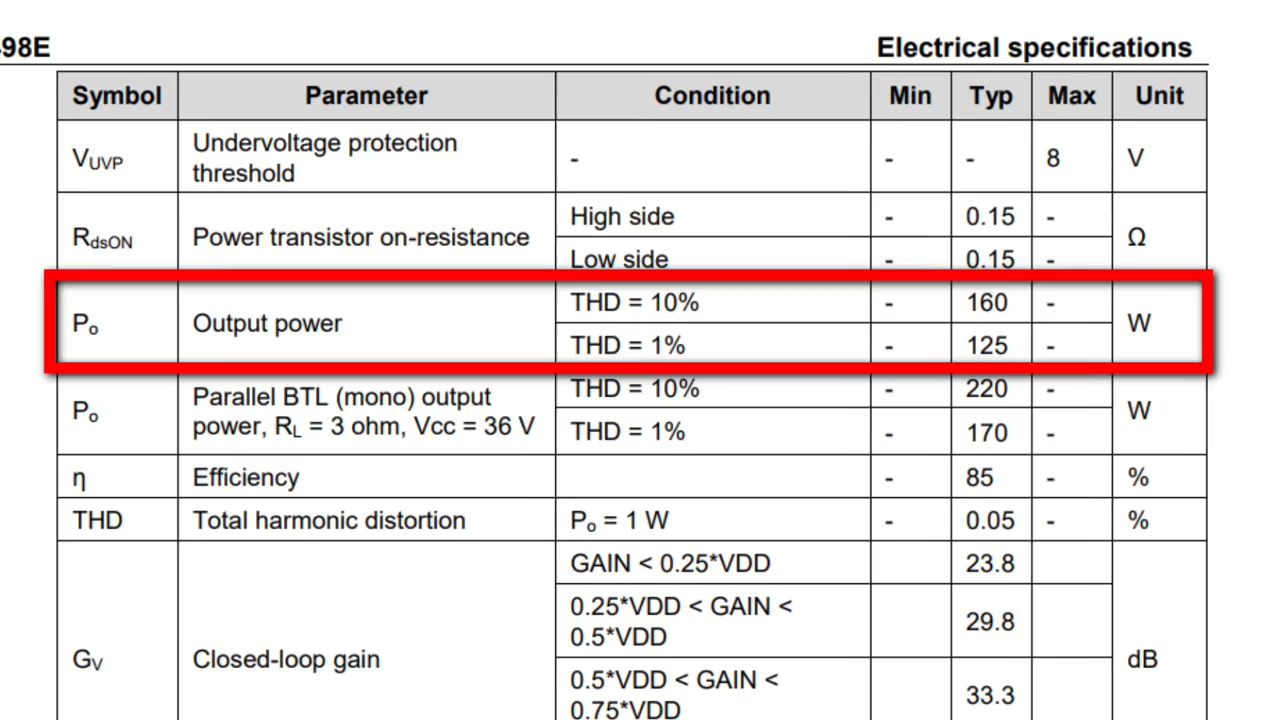 498E Electrical specifications
Symbol Parameter Condition Min Typ Max Unit
VUVP Undervoltage protection threshold - - - 8 V
RdsON Power transistor on-resistance High side - 0.15 - Ω
Low side - 0.15 -
Po Output power THD = 10% - 160 - W
THD = 1% - 125 -
Po Parallel BTL (mono) output power, RL = 3 ohm, Vcc = 36 V THD = 10% - 220 - W
THD = 1% - 170 -
η Efficiency - 85 - %
THD Total harmonic distortion Po = 1 W - 0.05 - %
GV Closed-loop gain GAIN < 0.25*VDD 23.8 dB
0.25*VDD < GAIN < 0.5*VDD 29.8
0.5*VDD < GAIN < 0.75*VDD 33.3